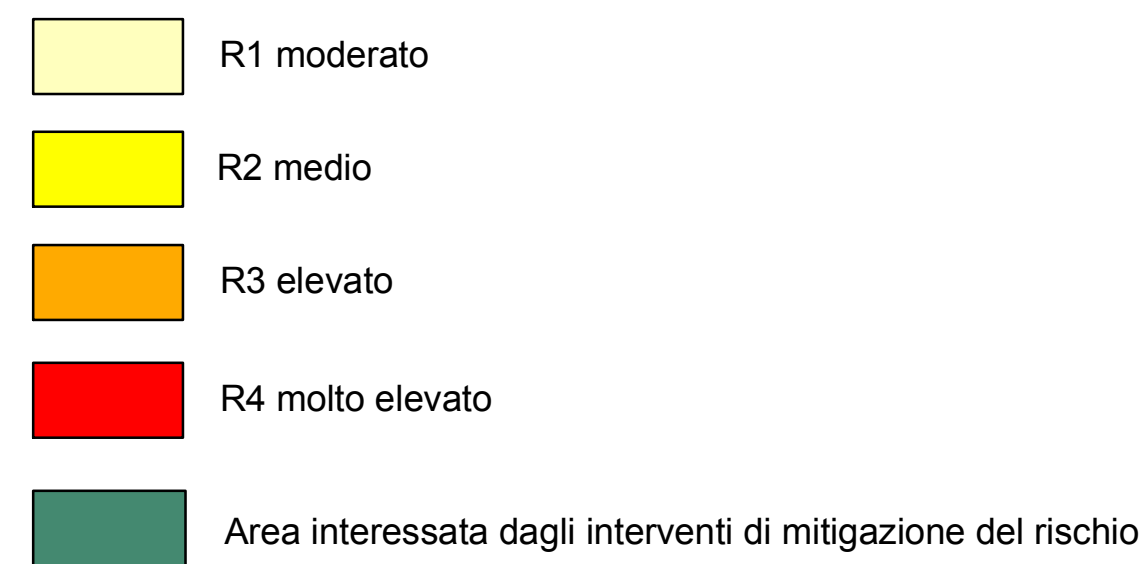 R1 moderato
R2 medio
R3 elevato
R4 molto elevato
Area interessata dagli interventi di mitigazione del rischio